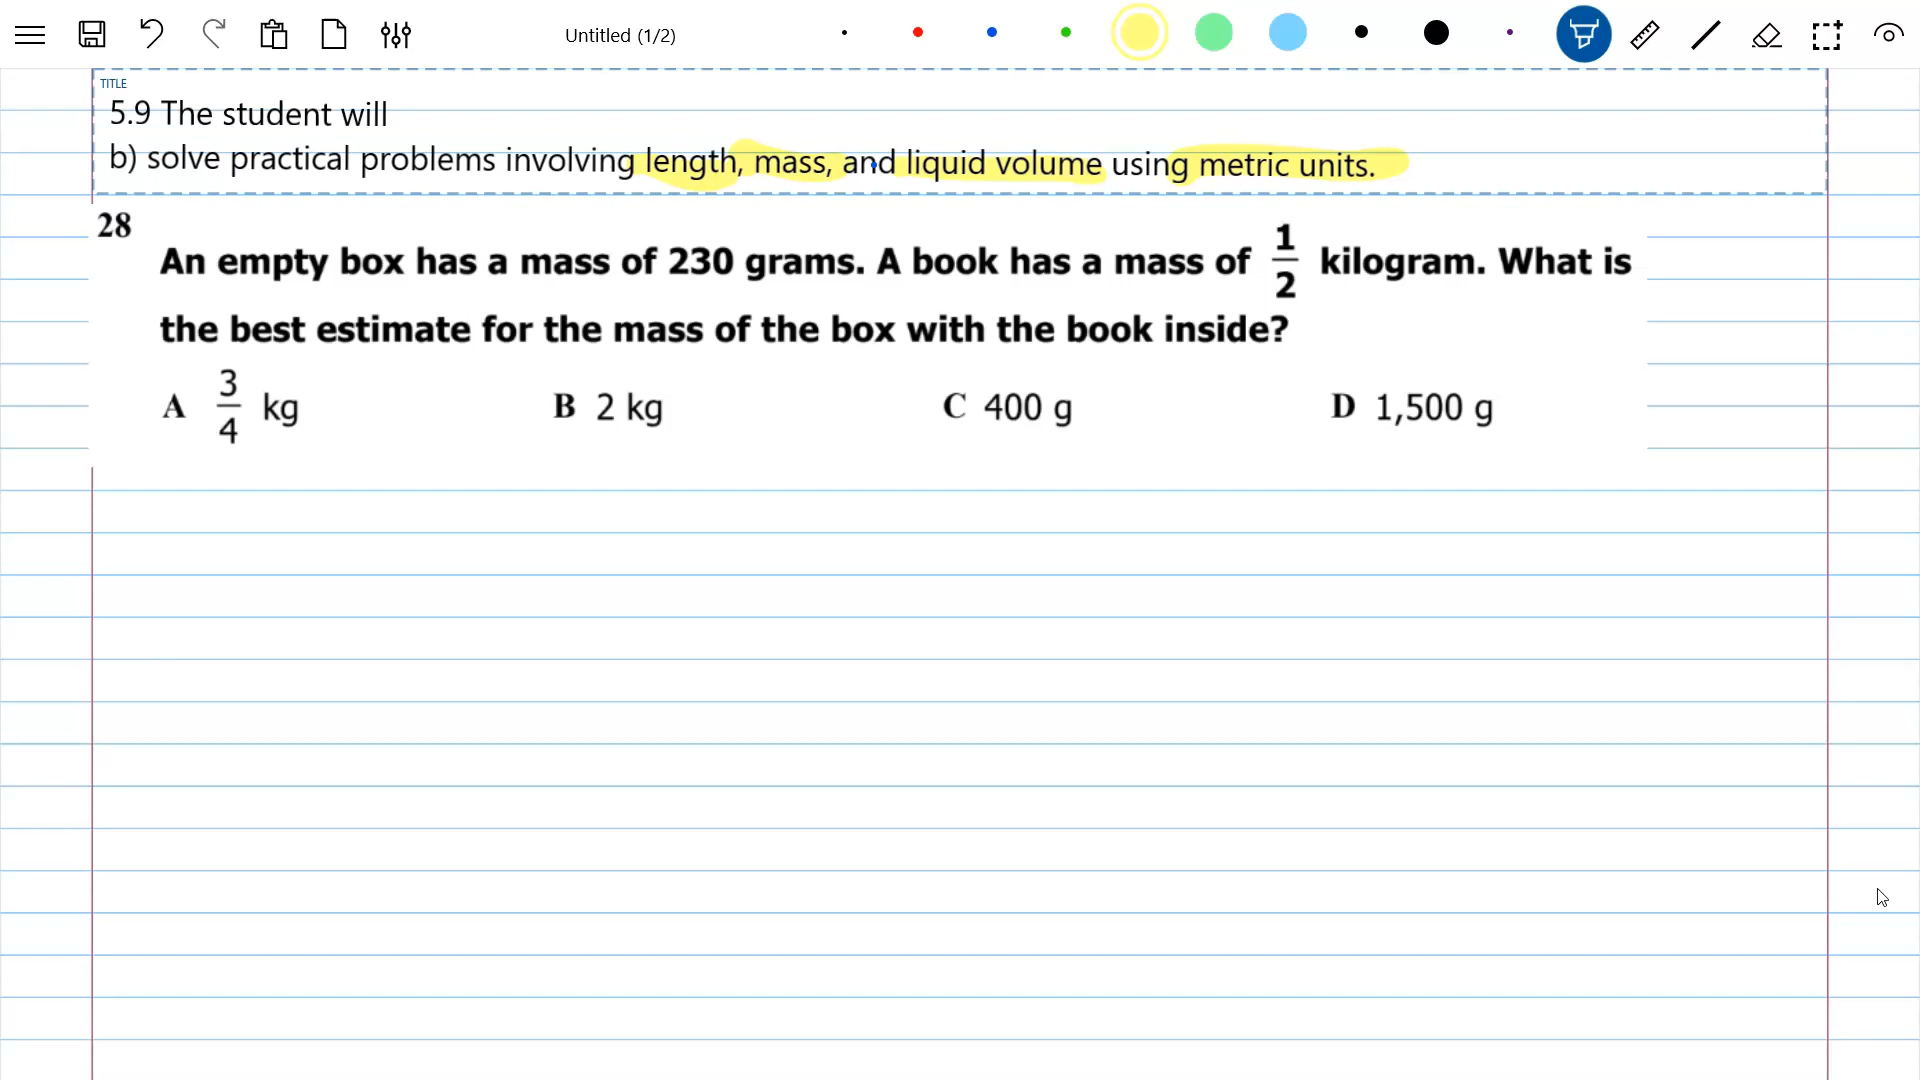 Untitled (1/2)
TITLE
5.9 The student will
b) solve practical problems involving length, mass, and liquid volume using metric units.
28
An empty box has a mass of 230 grams. A book has a mass of 1/2 kilogram. What is
the best estimate for the mass of the box with the book inside?
A 3/4 kg B 2 kg C 400 g D 1,500 g